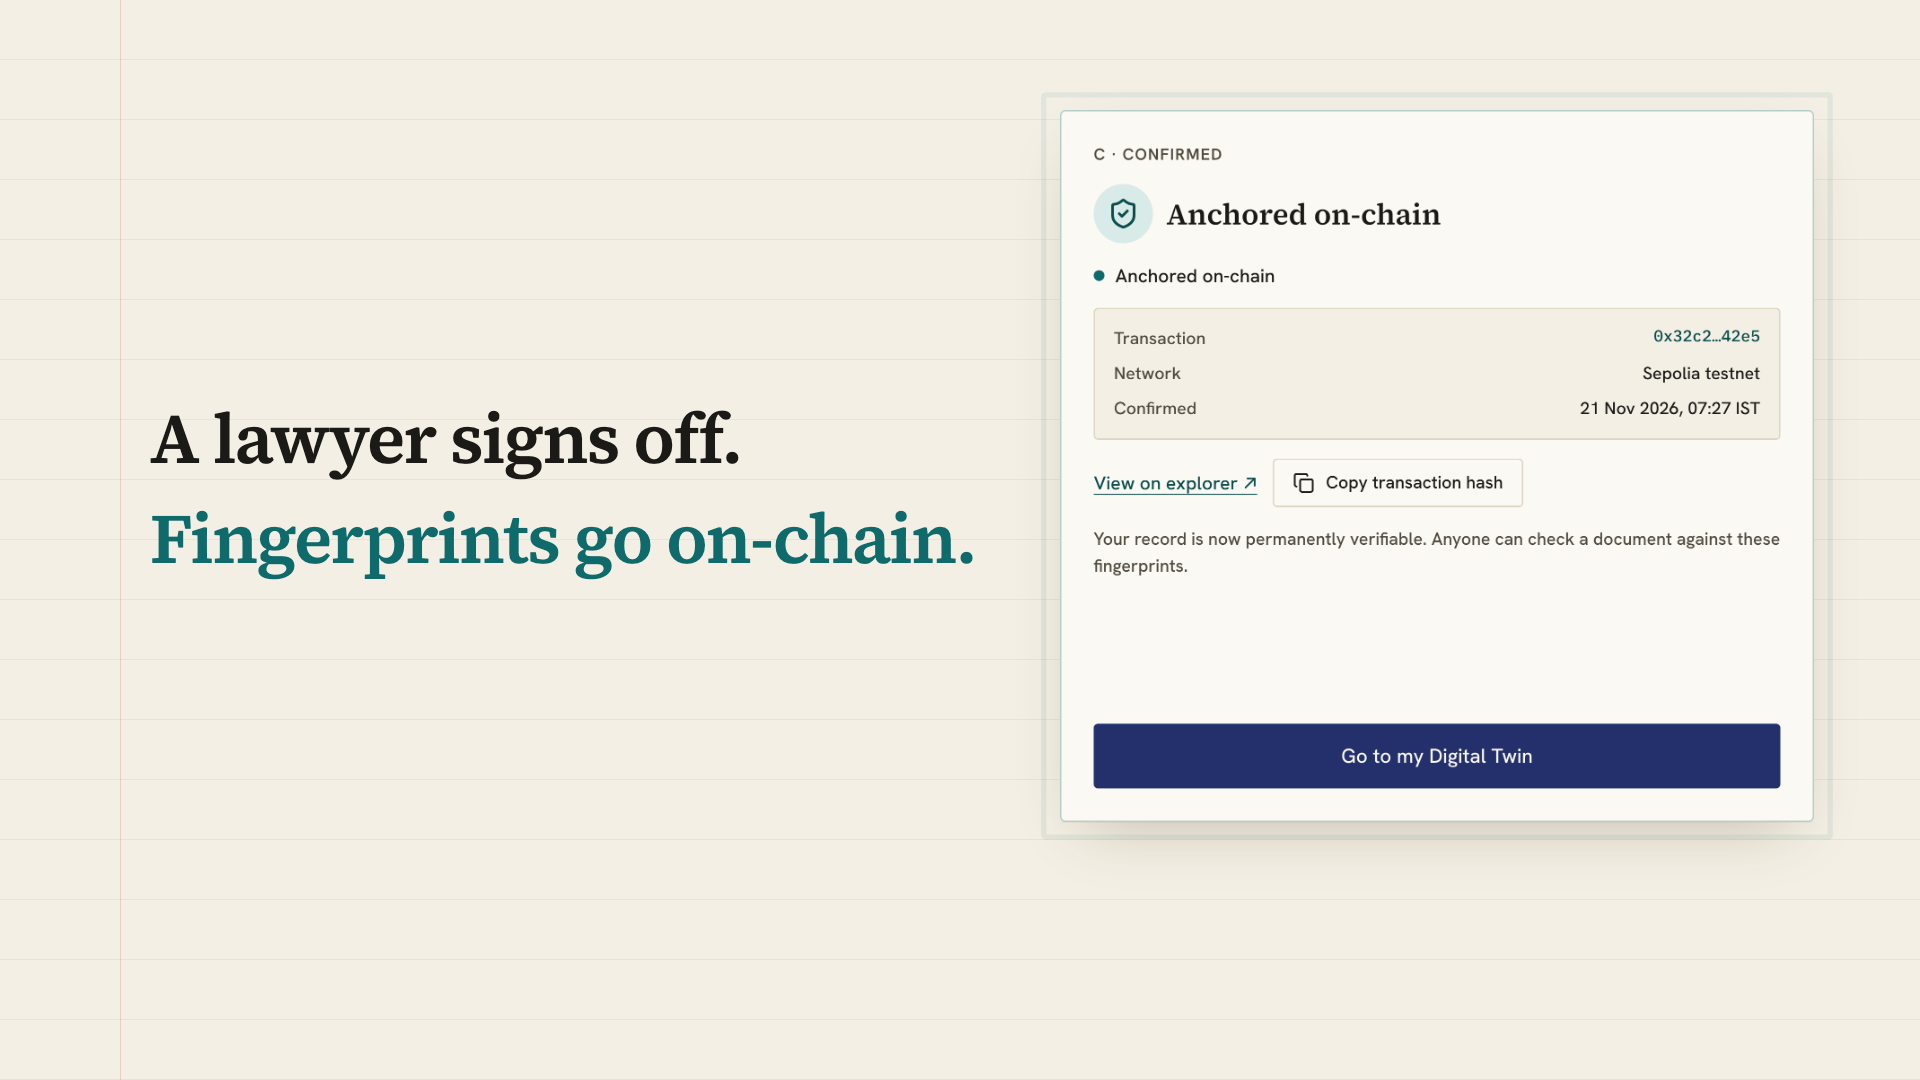 A lawyer signs off.
Fingerprints go on-chain.
C · CONFIRMED
Anchored on-chain
Anchored on-chain
Transaction 0x32c2…42e5
Network Sepolia testnet
Confirmed 21 Nov 2026, 07:27 IST
View on explorer ↗ Copy transaction hash
Your record is now permanently verifiable. Anyone can check a document against these
fingerprints.
Go to my Digital Twin